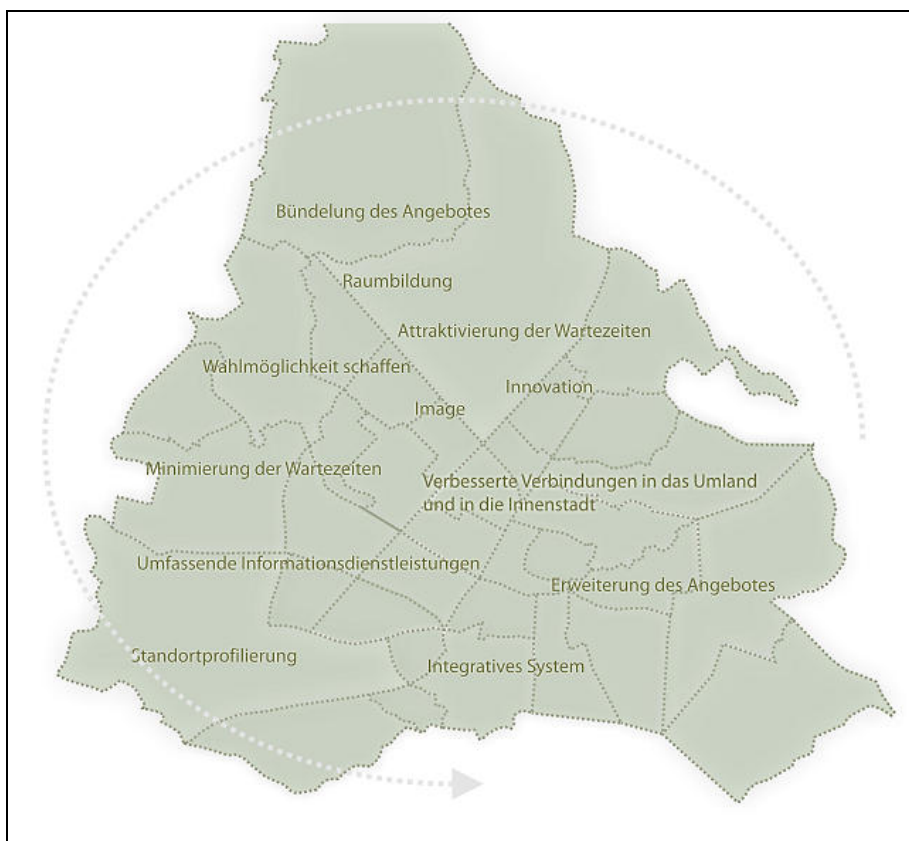 Bündelung des Angebotes
Raumbildung
Attraktivierung der Wartezeiten
Wahlmöglichkeit schaffen
Innovation
Image
Minimierung der Wartezeiten
Verbesserte Verbindungen in das Umland
und in die Innenstadt
Umfassende Informationsdienstleistungen
Erweiterung des Angebotes
Standortprofilierung
Integratives System